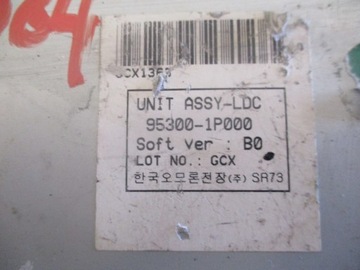 UNIT ASSY-LDC
95300-1P000
Soft Ver : B0
LOT NO.: GCX
한국오므론전장(주) SA73